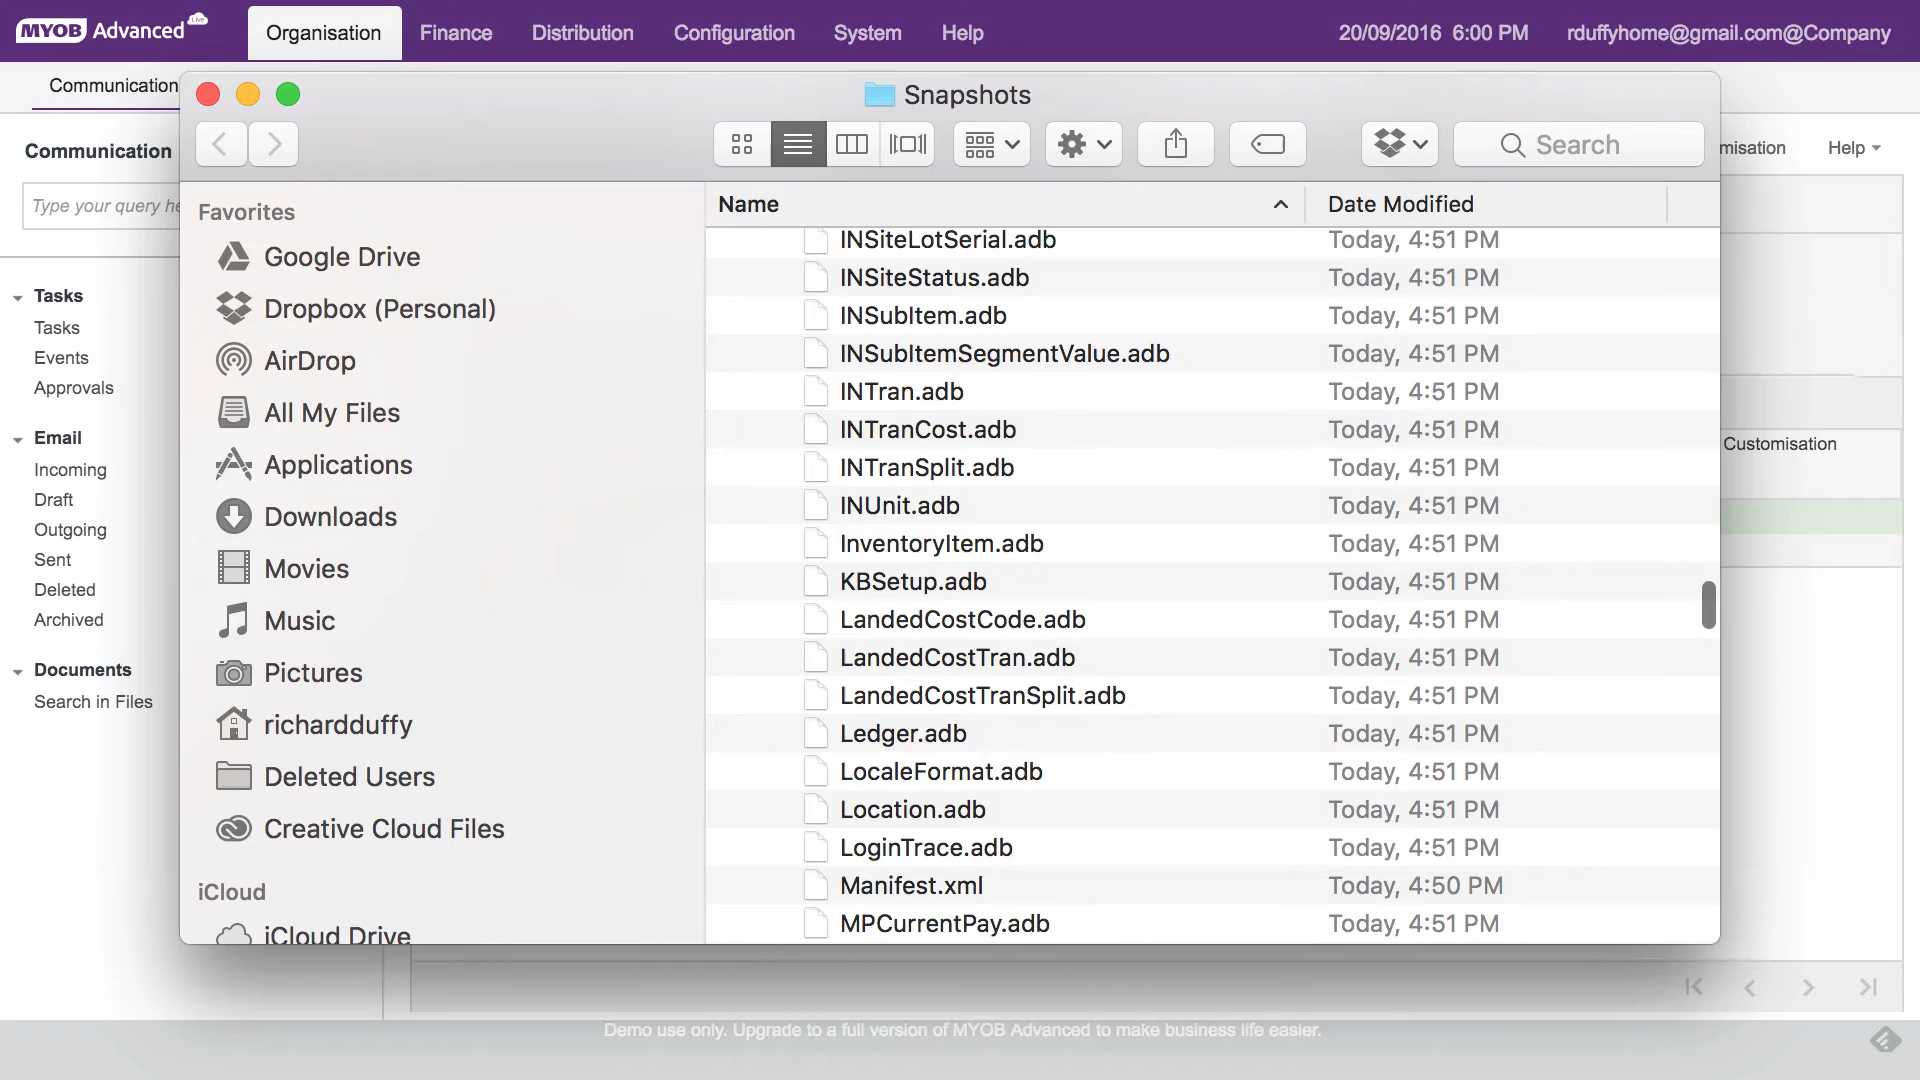 MYOB Advanced Live
Organisation
Finance
Distribution
Configuration
System
Help
20/09/2016 6:00 PM
rduffyhome@gmail.com@Company
Communication
Snapshots
Communication
Search
misation
Help
Type your query he
Favorites
Name
Date Modified
Google Drive
Dropbox (Personal)
AirDrop
All My Files
Applications
Downloads
Movies
Music
Pictures
richardduffy
Deleted Users
Creative Cloud Files
iCloud
iCloud Drive
Tasks
Tasks
Events
Approvals
Email
Incoming
Draft
Outgoing
Sent
Deleted
Archived
Documents
Search in Files
INSiteLotSerial.adb Today, 4:51 PM
INSiteStatus.adb Today, 4:51 PM
INSubItem.adb Today, 4:51 PM
INSubItemSegmentValue.adb Today, 4:51 PM
INTran.adb Today, 4:51 PM
INTranCost.adb Today, 4:51 PM
INTranSplit.adb Today, 4:51 PM
INUnit.adb Today, 4:51 PM
InventoryItem.adb Today, 4:51 PM
KBSetup.adb Today, 4:51 PM
LandedCostCode.adb Today, 4:51 PM
LandedCostTran.adb Today, 4:51 PM
LandedCostTranSplit.adb Today, 4:51 PM
Ledger.adb Today, 4:51 PM
LocaleFormat.adb Today, 4:51 PM
Location.adb Today, 4:51 PM
LoginTrace.adb Today, 4:51 PM
Manifest.xml Today, 4:50 PM
MPCurrentPay.adb Today, 4:51 PM
Customisation
Demo use only. Upgrade to a full version of MYOB Advanced to make business life easier.